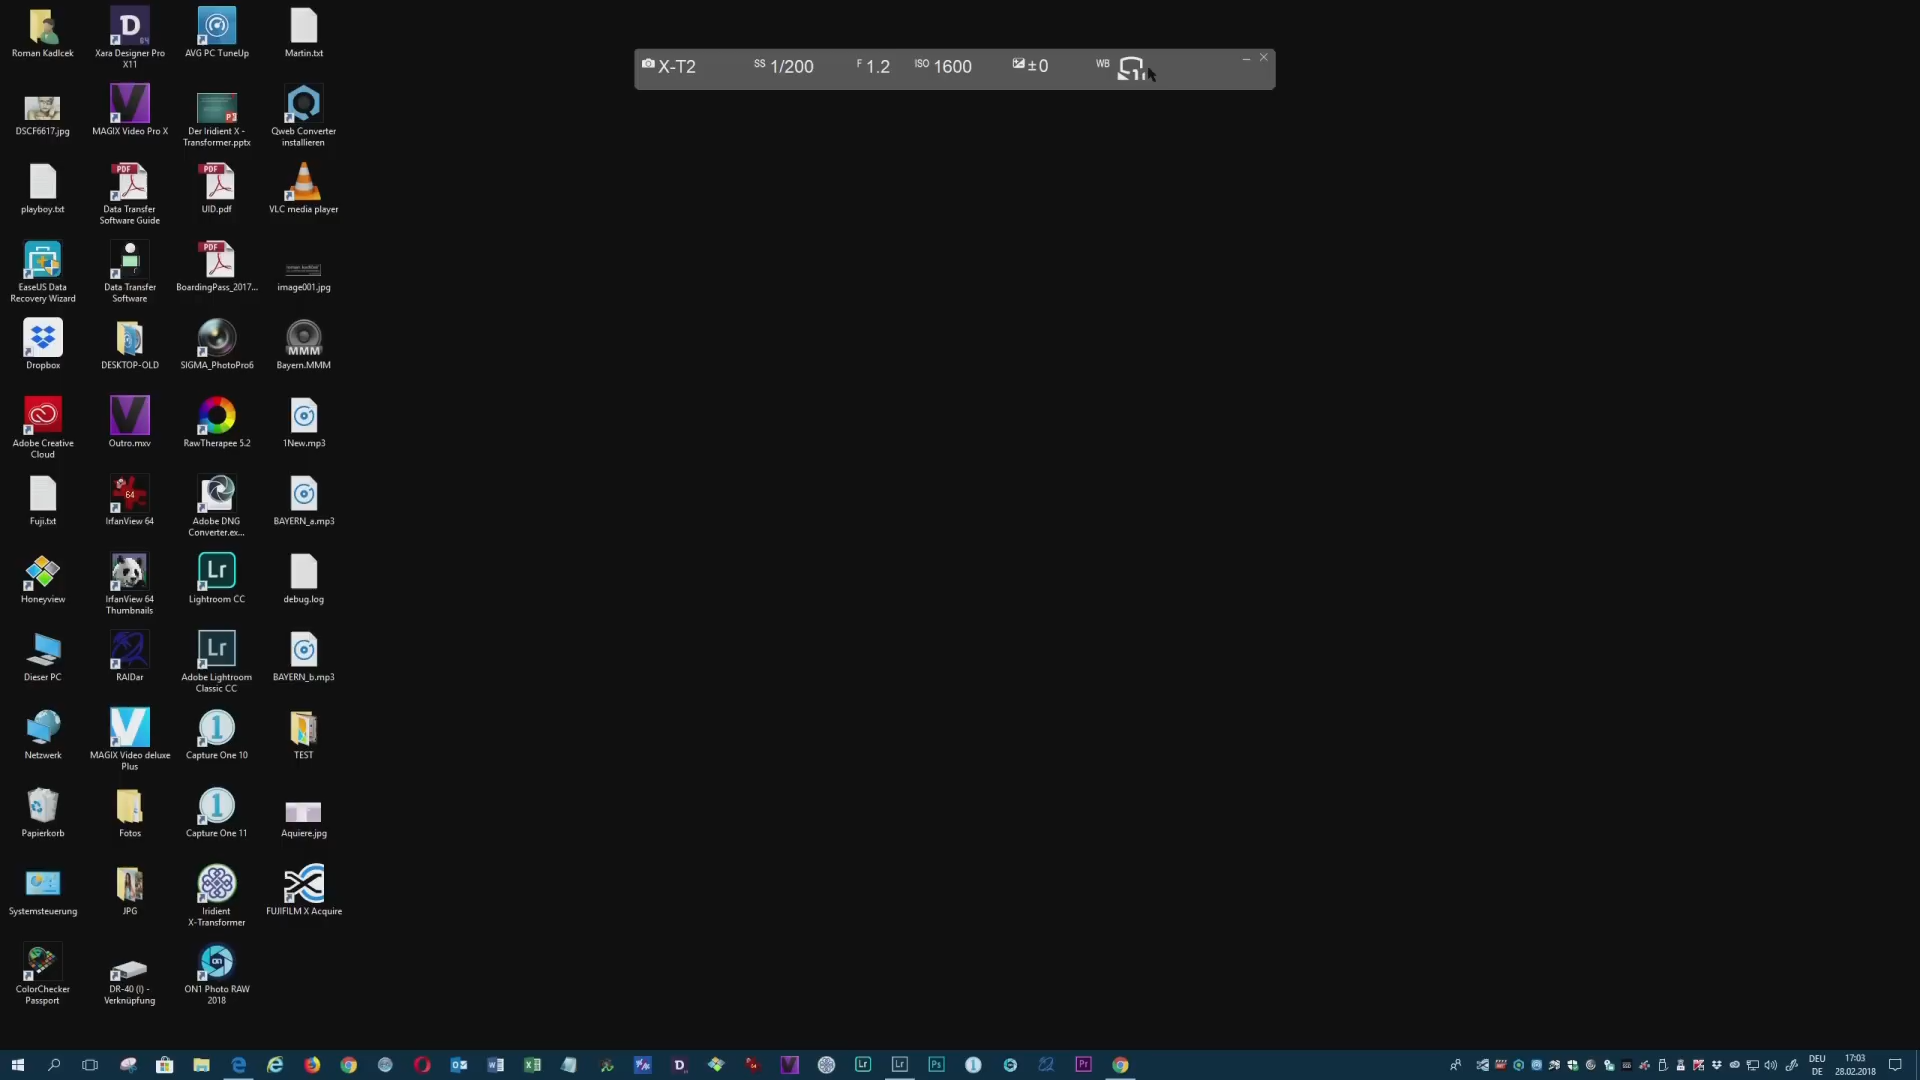 X-T2
SS 1/200
F 1.2
ISO 1600
±0
WB
Roman Kadlcek
Xara Designer Pro
X11
AVG PC TuneUp
Martin.txt
DSCF6617.jpg
MAGIX Video Pro X
Der Iridient X -
Transformer.pptx
Qweb Converter
installieren
playboy.txt
Data Transfer
Software Guide
UID.pdf
VLC media player
EaseUS Data
Recovery Wizard
Data Transfer
Software
BoardingPass_2017...
image001.jpg
Dropbox
DESKTOP-OLD
SIGMA_PhotoPro6
Bayern.MMM
Adobe Creative
Cloud
Outro.mxv
RawTherapee 5.2
1New.mp3
Fuji.txt
IrfanView 64
Adobe DNG
Converter.ex...
BAYERN_a.mp3
Honeyview
IrfanView 64
Thumbnails
Lightroom CC
debug.log
Dieser PC
RAIDar
Adobe Lightroom
Classic CC
BAYERN_b.mp3
Netzwerk
MAGIX Video deluxe
Plus
Capture One 10
TEST
Papierkorb
Fotos
Capture One 11
Aquiere.jpg
Systemsteuerung
JPG
Iridient
X-Transformer
FUJIFILM X Acquire
ColorChecker
Passport
DR-40 (I) -
Verknüpfung
ON1 Photo RAW
2018
DEU
DE
17:03
28.02.2018